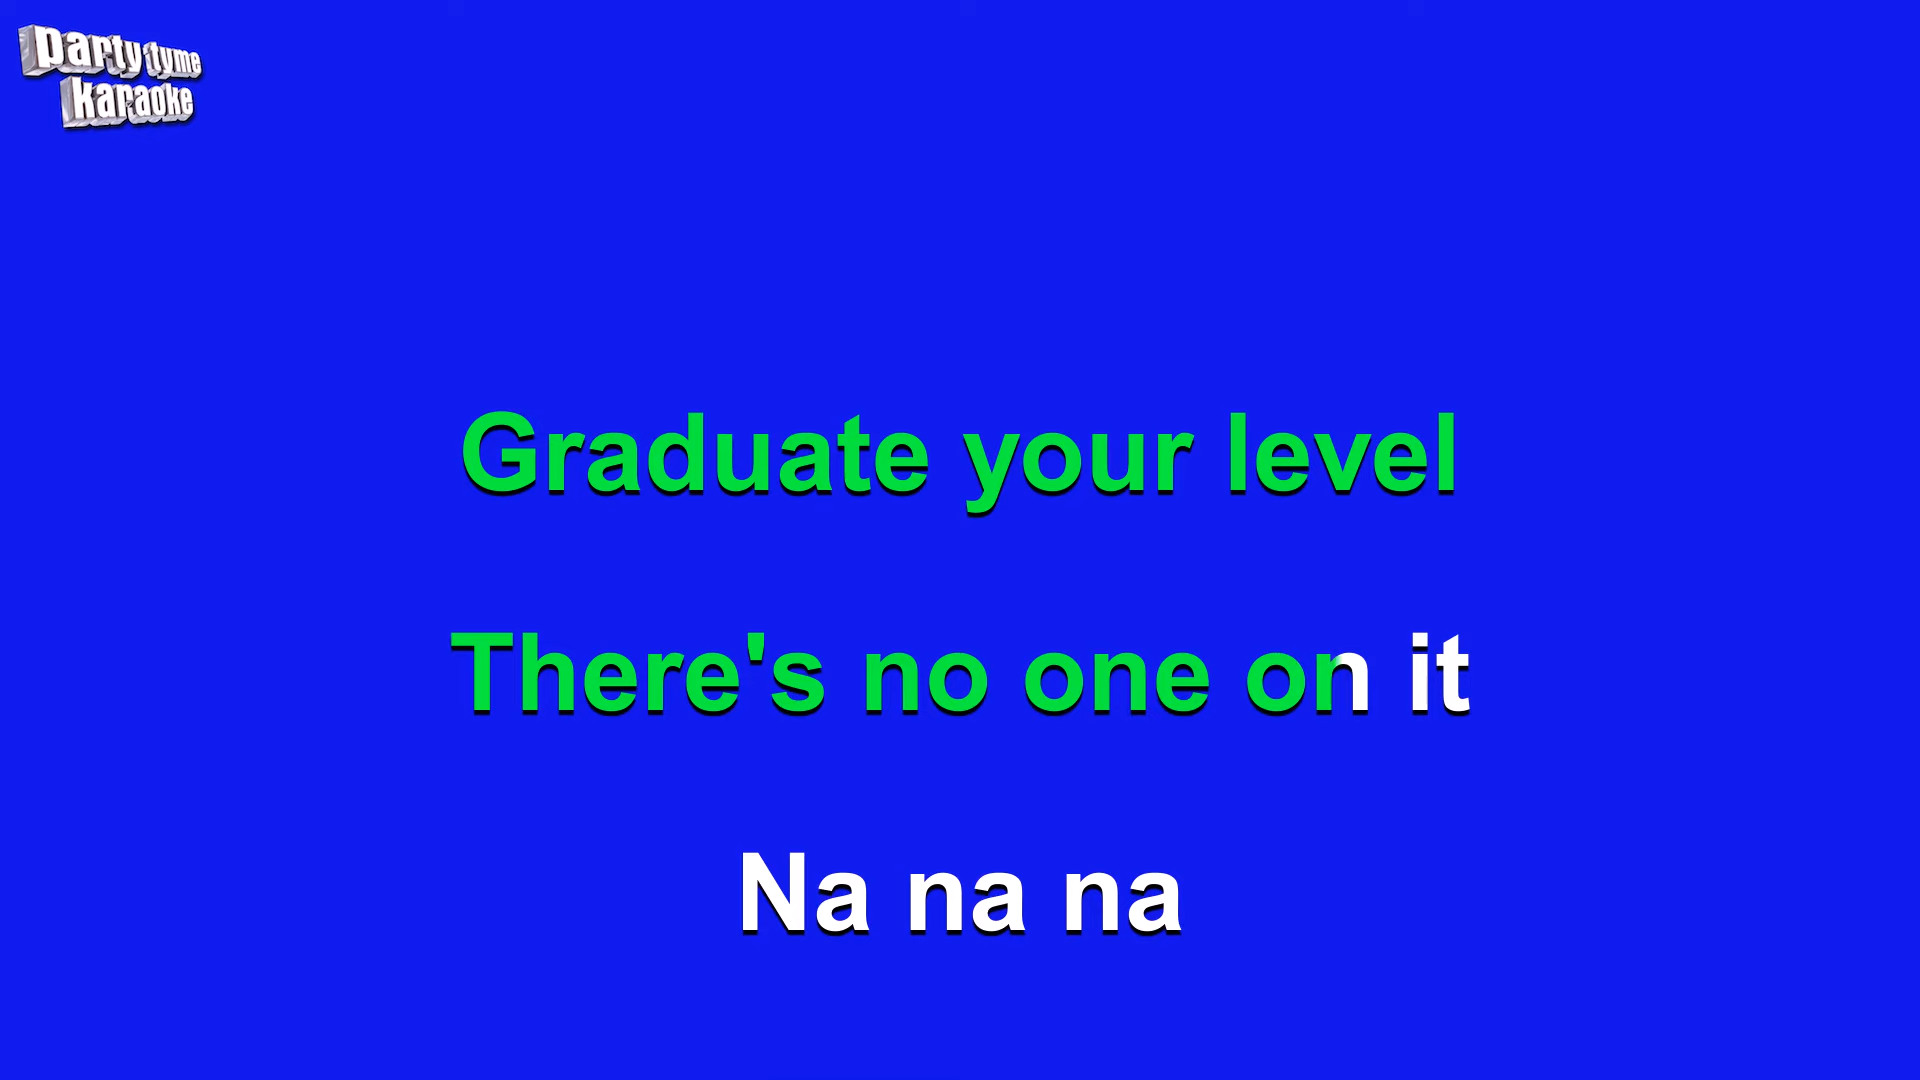 party tyme
karaoke
Graduate your level
There's no one on it
Na na na